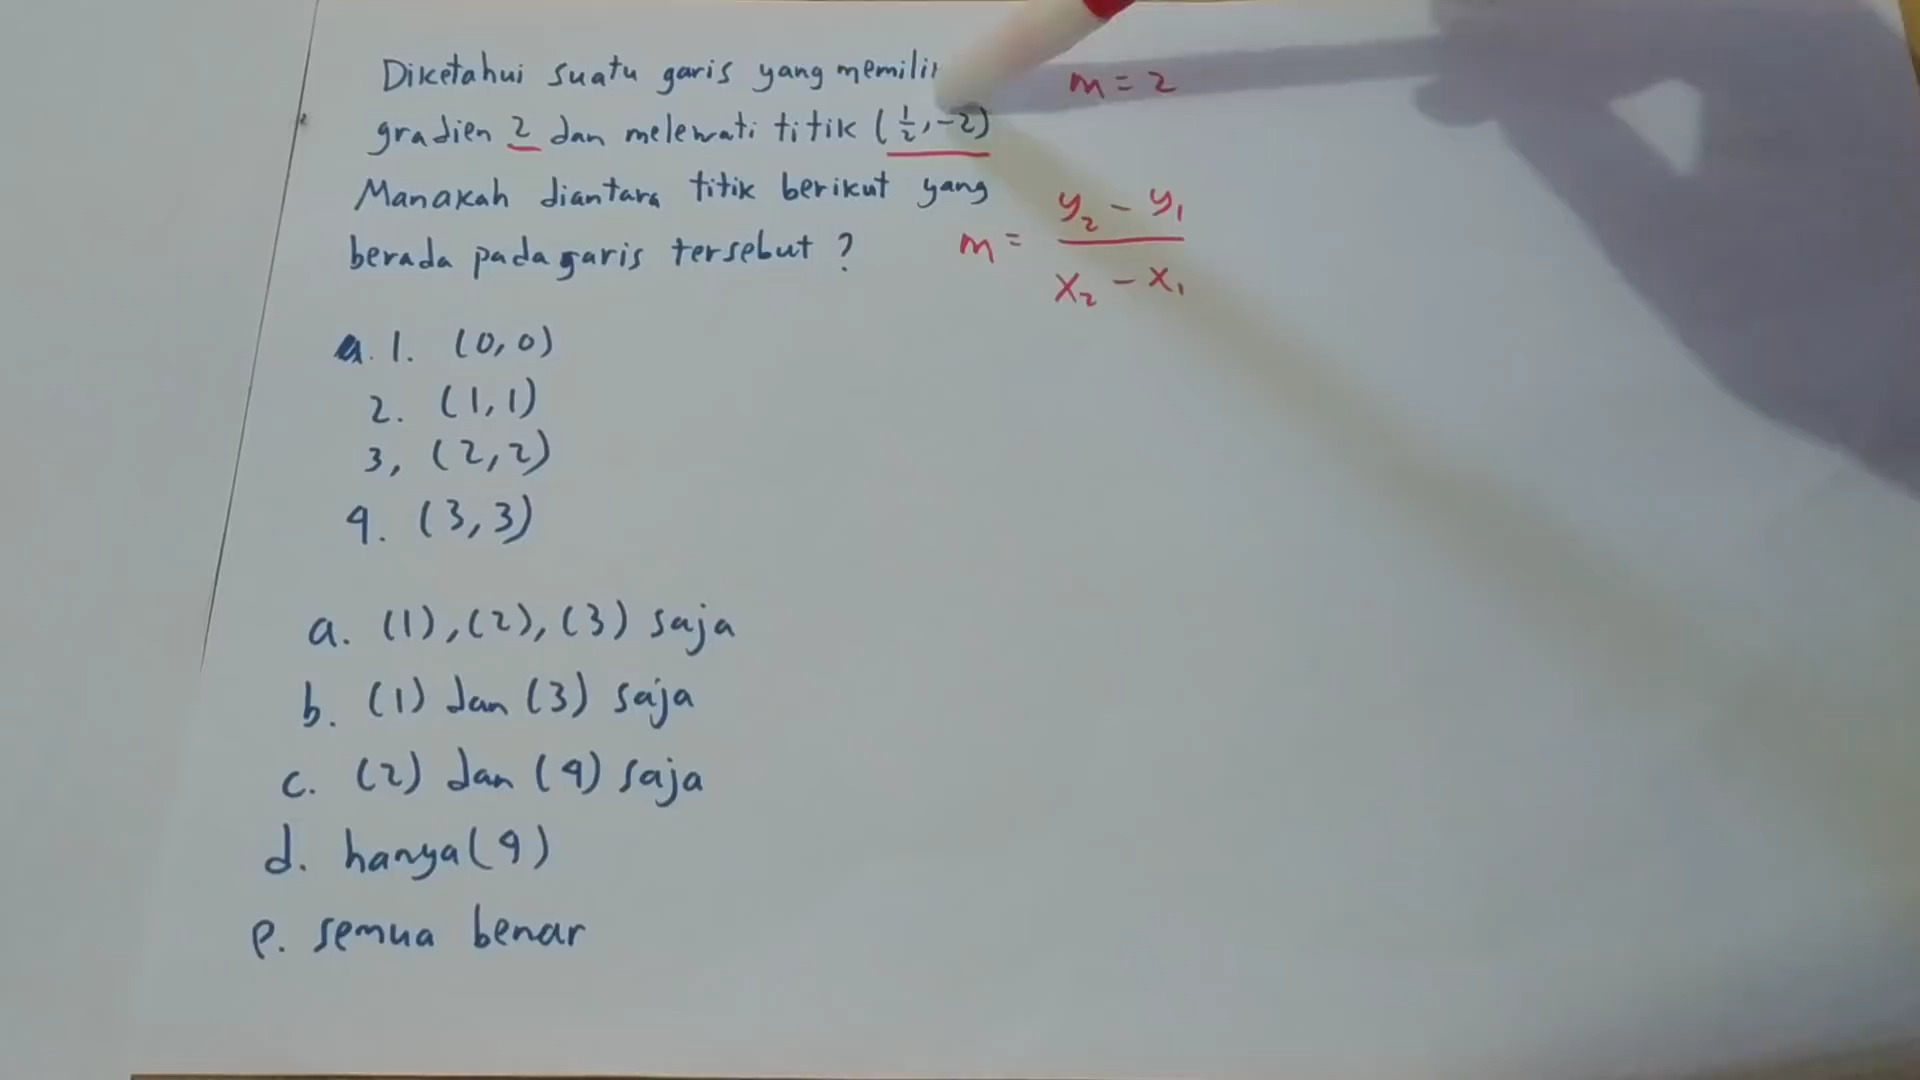 Diketahui suatu garis yang
gradien 2 dan melewati titik (1/2, -2)
Manakah diantara titik berikut yang
berada pada garis tersebut ?
1. (0,0)
2. (1,1)
3, (2,2)
4. (3,3)
a. (1), (2), (3) saja
b. (1) dan (3) saja
c. (2) dan (4) saja
d. hanya (4)
e. semua benar
m = 2
m = (y₂ - y₁) / (x₂ - x₁)